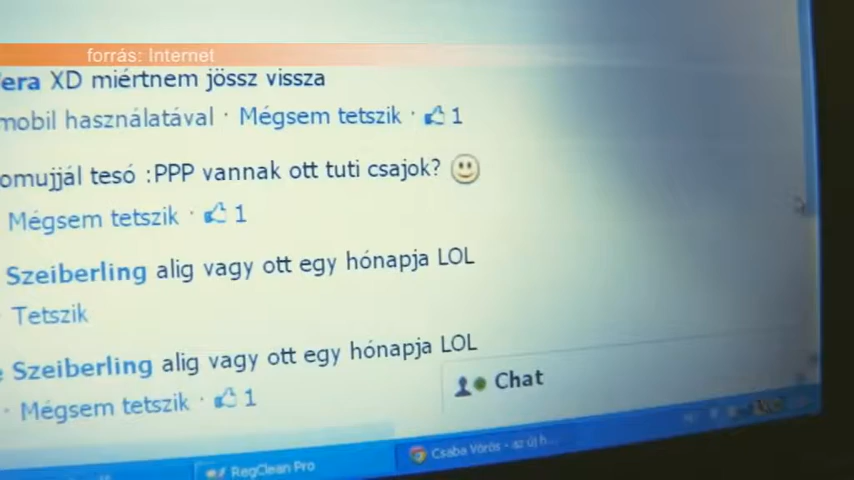 forrás: Internet
era XD miértnem jössz vissza
mobil használatával · Mégsem tetszik · 1
omujjál tesó :PPP vannak ott tuti csajok?
Mégsem tetszik · 1
Szeiberling alig vagy ott egy hónapja LOL
Tetszik
Szeiberling alig vagy ott egy hónapja LOL
· Mégsem tetszik · 1
Chat
RegClean Pro
Csaba Vörös - az új h...